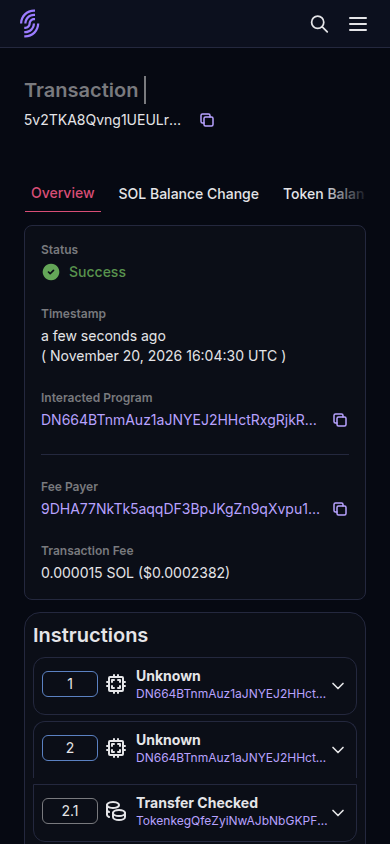 Transaction
5v2TKA8Qvng1UEULr...
Overview
SOL Balance Change
Token Balan
Status
Success
Timestamp
a few seconds ago
( November 20, 2026 16:04:30 UTC )
Interacted Program
DN664BTnmAuz1aJNYEJ2HHctRxgRjkR...
Fee Payer
9DHA77NkTk5aqqDF3BpJKgZn9qXvpu1...
Transaction Fee
0.000015 SOL ($0.0002382)
Instructions
1
Unknown
DN664BTnmAuz1aJNYEJ2HHct...
2
Unknown
DN664BTnmAuz1aJNYEJ2HHct...
2.1
Transfer Checked
TokenkegQfeZyiNwAJbNbGKPF...